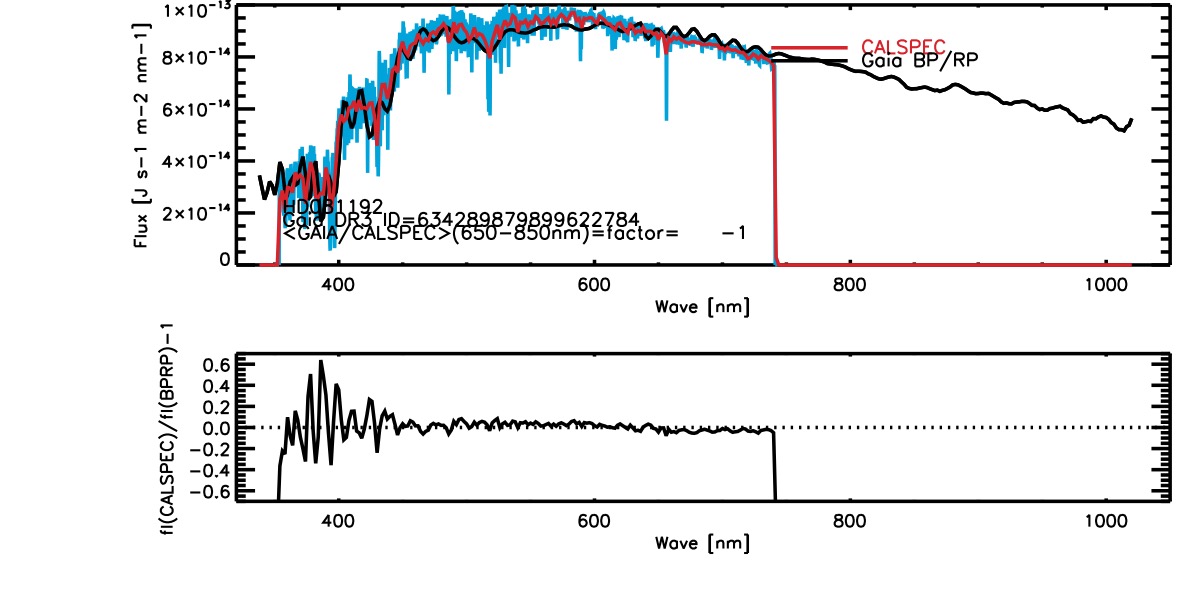 1×10−13
8×10−14
6×10−14
4×10−14
2×10−14
0
Flux [J s−1 m−2 nm−1]
CALSPEC
Gaia BP/RP
HD081192
Gaia DR3 ID=634289879899622784
<GAIA/CALSPEC>(650−850nm)=factor= −1
400 600 800 1000
Wave [nm]
0.6
0.4
0.2
0.0
−0.2
−0.4
−0.6
fl(CALSPEC)/fl(BPRP)−1
400 600 800 1000
Wave [nm]